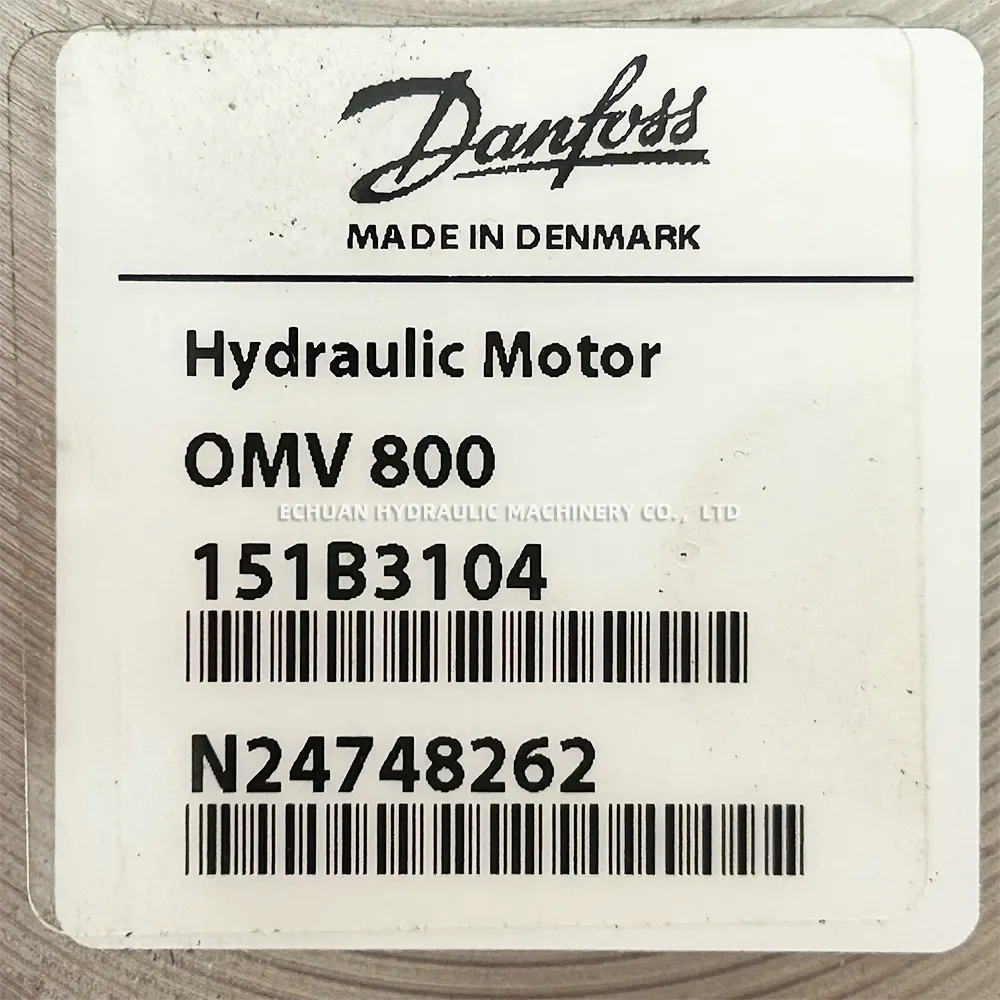 Danfoss
MADE IN DENMARK
Hydraulic Motor
OMV 800
ECHUAN HYDRAULIC MACHINERY CO., LTD
151B3104
N24748262